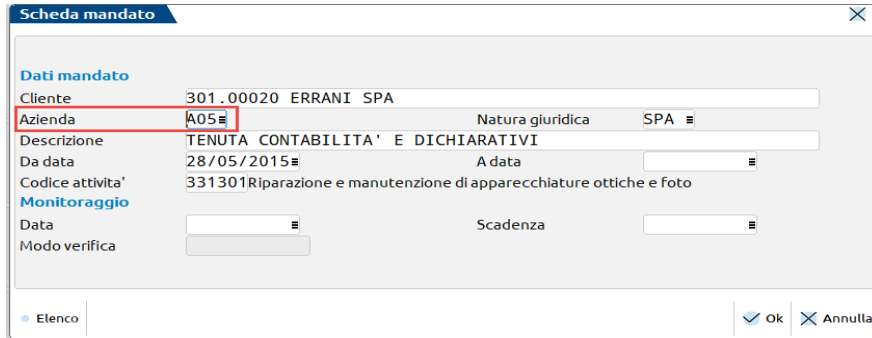 Scheda mandato
Dati mandato
Cliente 301.00020 ERRANI SPA
Azienda A05 Natura giuridica SPA
Descrizione TENUTA CONTABILITA' E DICHIARATIVI
Da data 28/05/2015 A data
Codice attivita' 331301 Riparazione e manutenzione di apparecchiature ottiche e foto
Monitoraggio
Data Scadenza
Modo verifica
Elenco Ok Annulla